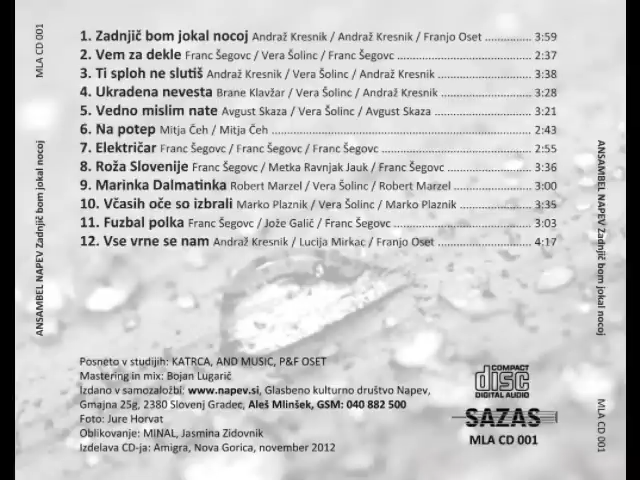 MLA CD 001
ANSAMBEL NAPEV Zadnjič bom jokal nocoj
1. Zadnjič bom jokal nocoj Andraž Kresnik / Andraž Kresnik / Franjo Oset .............. 3:59
2. Vem za dekle Franc Šegovc / Vera Šolinc / Franc Šegovc ................ 2:37
3. Ti sploh ne slutiš Andraž Kresnik / Vera Šolinc / Andraž Kresnik ................ 3:38
4. Ukradena nevesta Brane Klavžar / Vera Šolinc / Andraž Kresnik ................ 3:28
5. Vedno mislim nate Avgust Skaza / Vera Šolinc / Avgust Skaza ................ 3:21
6. Na potep Mitja Čeh / Mitja Čeh ................ 2:43
7. Električar Franc Šegovc / Franc Šegovc / Franc Šegovc ................ 2:55
8. Roža Slovenije Franc Šegovc / Metka Ravnjak Jauk / Franc Šegovc ................ 3:36
9. Marinka Dalmatinka Robert Marzel / Vera Šolinc / Robert Marzel ................ 3:00
10. Včasih oče so izbrali Marko Plaznik / Vera Šolinc / Marko Plaznik ................ 3:35
11. Fuzbal polka Franc Šegovc / Jože Galič / Franc Šegovc ................ 3:03
12. Vse vrne se nam Andraž Kresnik / Lucija Mirkac / Franjo Oset ................ 4:17
Posneto v studijih: KATRCA, AND MUSIC, P&F OSET
Mastering in mix: Bojan Lugarič
Izdano v samozaložbi: www.napev.si, Glasbeno kulturno društvo Napev,
Gmajna 25g, 2380 Slovenj Gradec, Aleš Mlinšek, GSM: 040 882 500
Foto: Jure Horvat
Oblikovanje: MINAL, Jasmina Zidovnik
Izdelava CD-ja: Amigra, Nova Gorica, november 2012
COMPACT
disc
DIGITAL AUDIO
SAZAS
MLA CD 001
ANSAMBEL NAPEV Zadnjič bom jokal nocoj
MLA CD 001